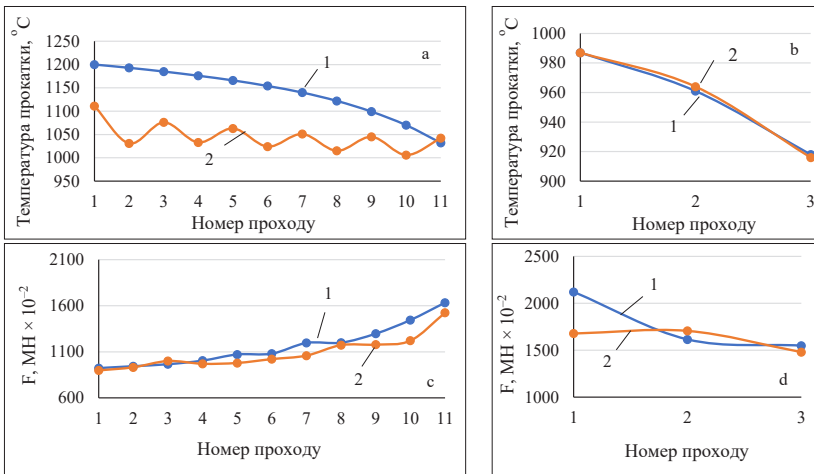 Температура прокатки, °C
1250
1200
1150
1100
1050
1000
950
1
2
a
1 2 3 4 5 6 7 8 9 10 11
Номер проходу
Температура прокатки, °C
1000
980
960
940
920
900
b
2
1
1 2 3
Номер проходу
F, МН × 10⁻²
2100
1600
1100
600
1
2
c
1 2 3 4 5 6 7 8 9 10 11
Номер проходу
F, МН × 10⁻²
2500
2000
1500
1000
1
2
d
1 2 3
Номер проходу